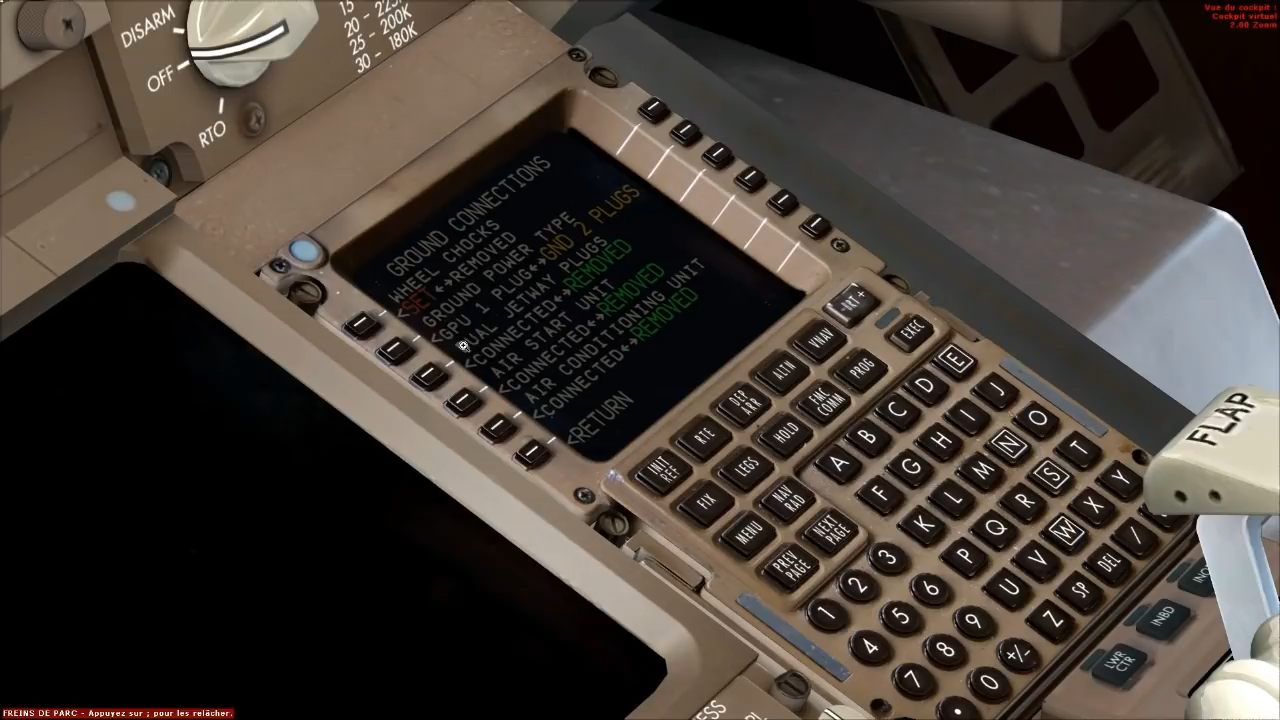 Vue du cockpit :
Cockpit virtuel
2.00 Zoom
DISARM
OFF
RTO
20 - 225K
25 - 200K
30 - 180K
GROUND CONNECTIONS
WHEEL CHOCKS
<SET↔REMOVED
GROUND POWER TYPE
<GPU 1 PLUG↔GND 2 PLUGS
DUAL JETWAY PLUGS
<CONNECTED↔REMOVED
AIR START UNIT
<CONNECTED↔REMOVED
AIR CONDITIONING UNIT
<CONNECTED↔REMOVED
<RETURN
-BRT+
INIT REF
RTE
DEP ARR
ALTN
VNAV
FIX
LEGS
HOLD
FMC COMM
PROG
EXEC
MENU
NAV RAD
PREV PAGE
NEXT PAGE
A B C D E
F G H I J
K L M N O
P Q R S T
U V W X Y
Z SP DEL /
1 2 3
4 5 6
7 8 9
. 0 +/-
FLAP
LWR CTR
INBD
FREINS DE PARC - Appuyez sur ; pour les relâcher.